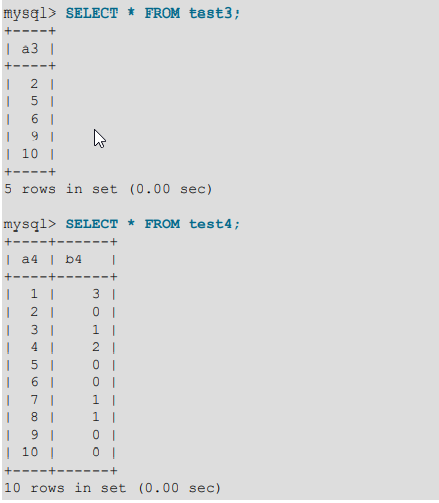 mysql> SELECT * FROM test3;
+----+
| a3 |
+----+
|  2 |
|  5 |
|  6 |
|  9 |
| 10 |
+----+
5 rows in set (0.00 sec)
mysql> SELECT * FROM test4;
+----+------+
| a4 | b4   |
+----+------+
|  1 |    3 |
|  2 |    0 |
|  3 |    1 |
|  4 |    2 |
|  5 |    0 |
|  6 |    0 |
|  7 |    1 |
|  8 |    1 |
|  9 |    0 |
| 10 |    0 |
+----+------+
10 rows in set (0.00 sec)